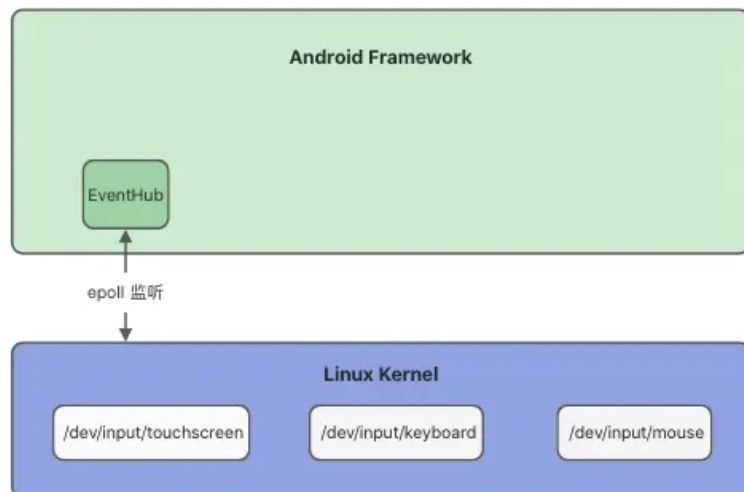 Android Framework
EventHub
epoll 监听
Linux Kernel
/dev/input/touchscreen
/dev/input/keyboard
/dev/input/mouse